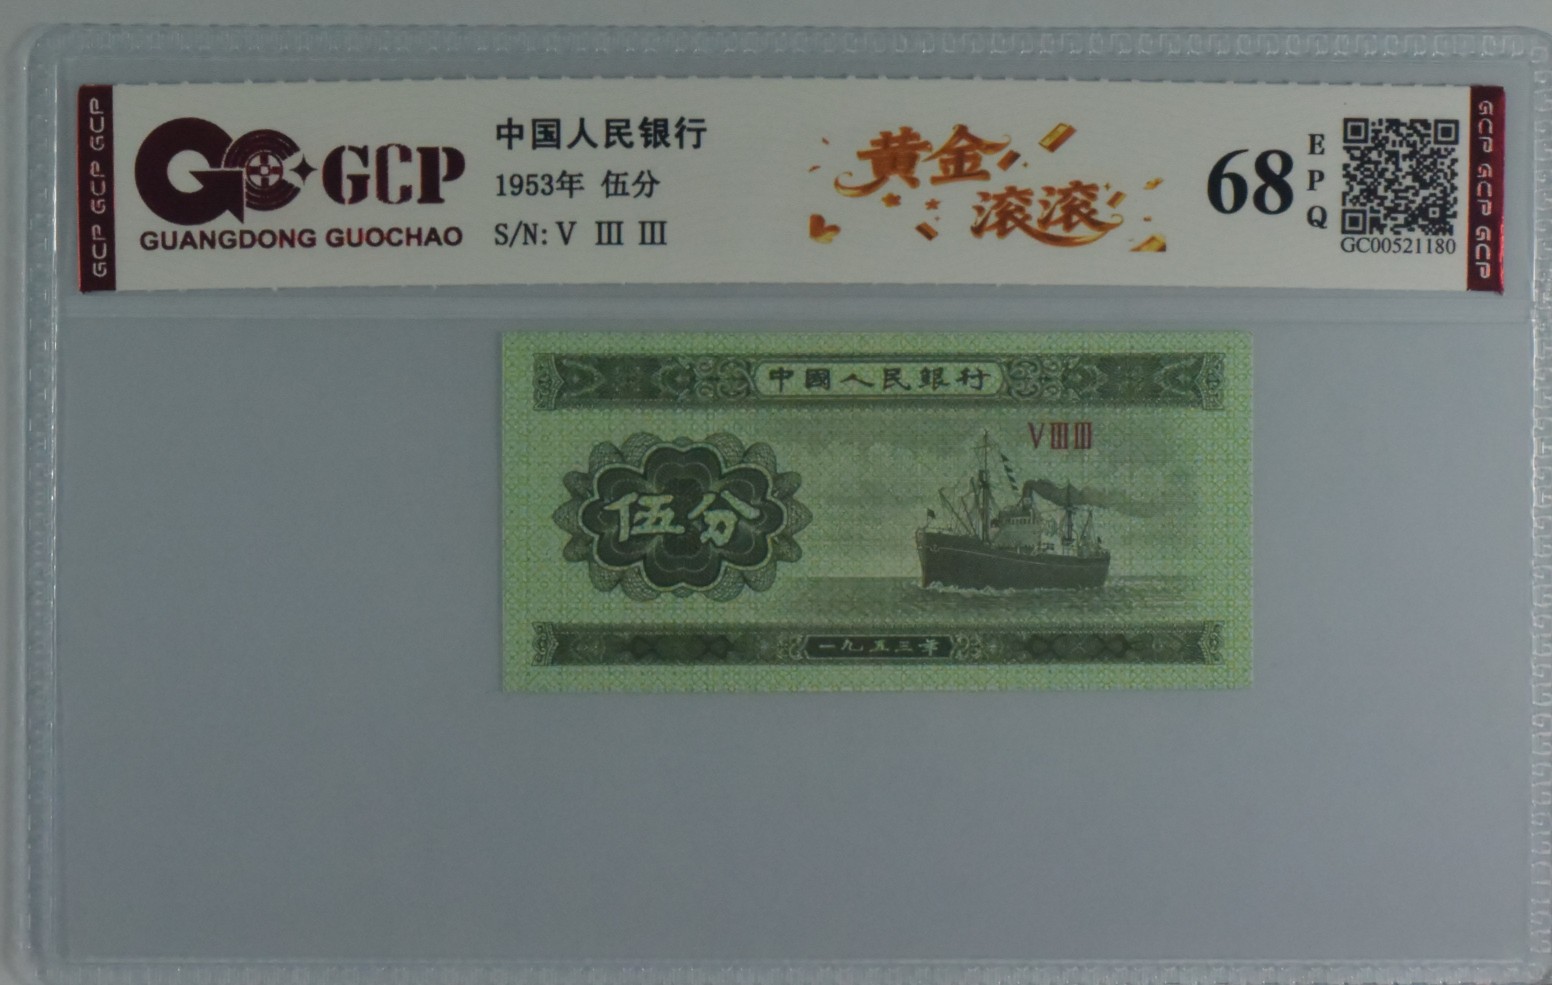 GCP GCP GCP
GCP
GUANGDONG GUOCHAO
中国人民银行
1953年 伍分
S/N: V Ⅲ Ⅲ
黄金
滚滚
68
E
P
Q
GC00521180
GCP GCP GCP
中國人民銀行
VⅢⅢ
伍分
一九五三年